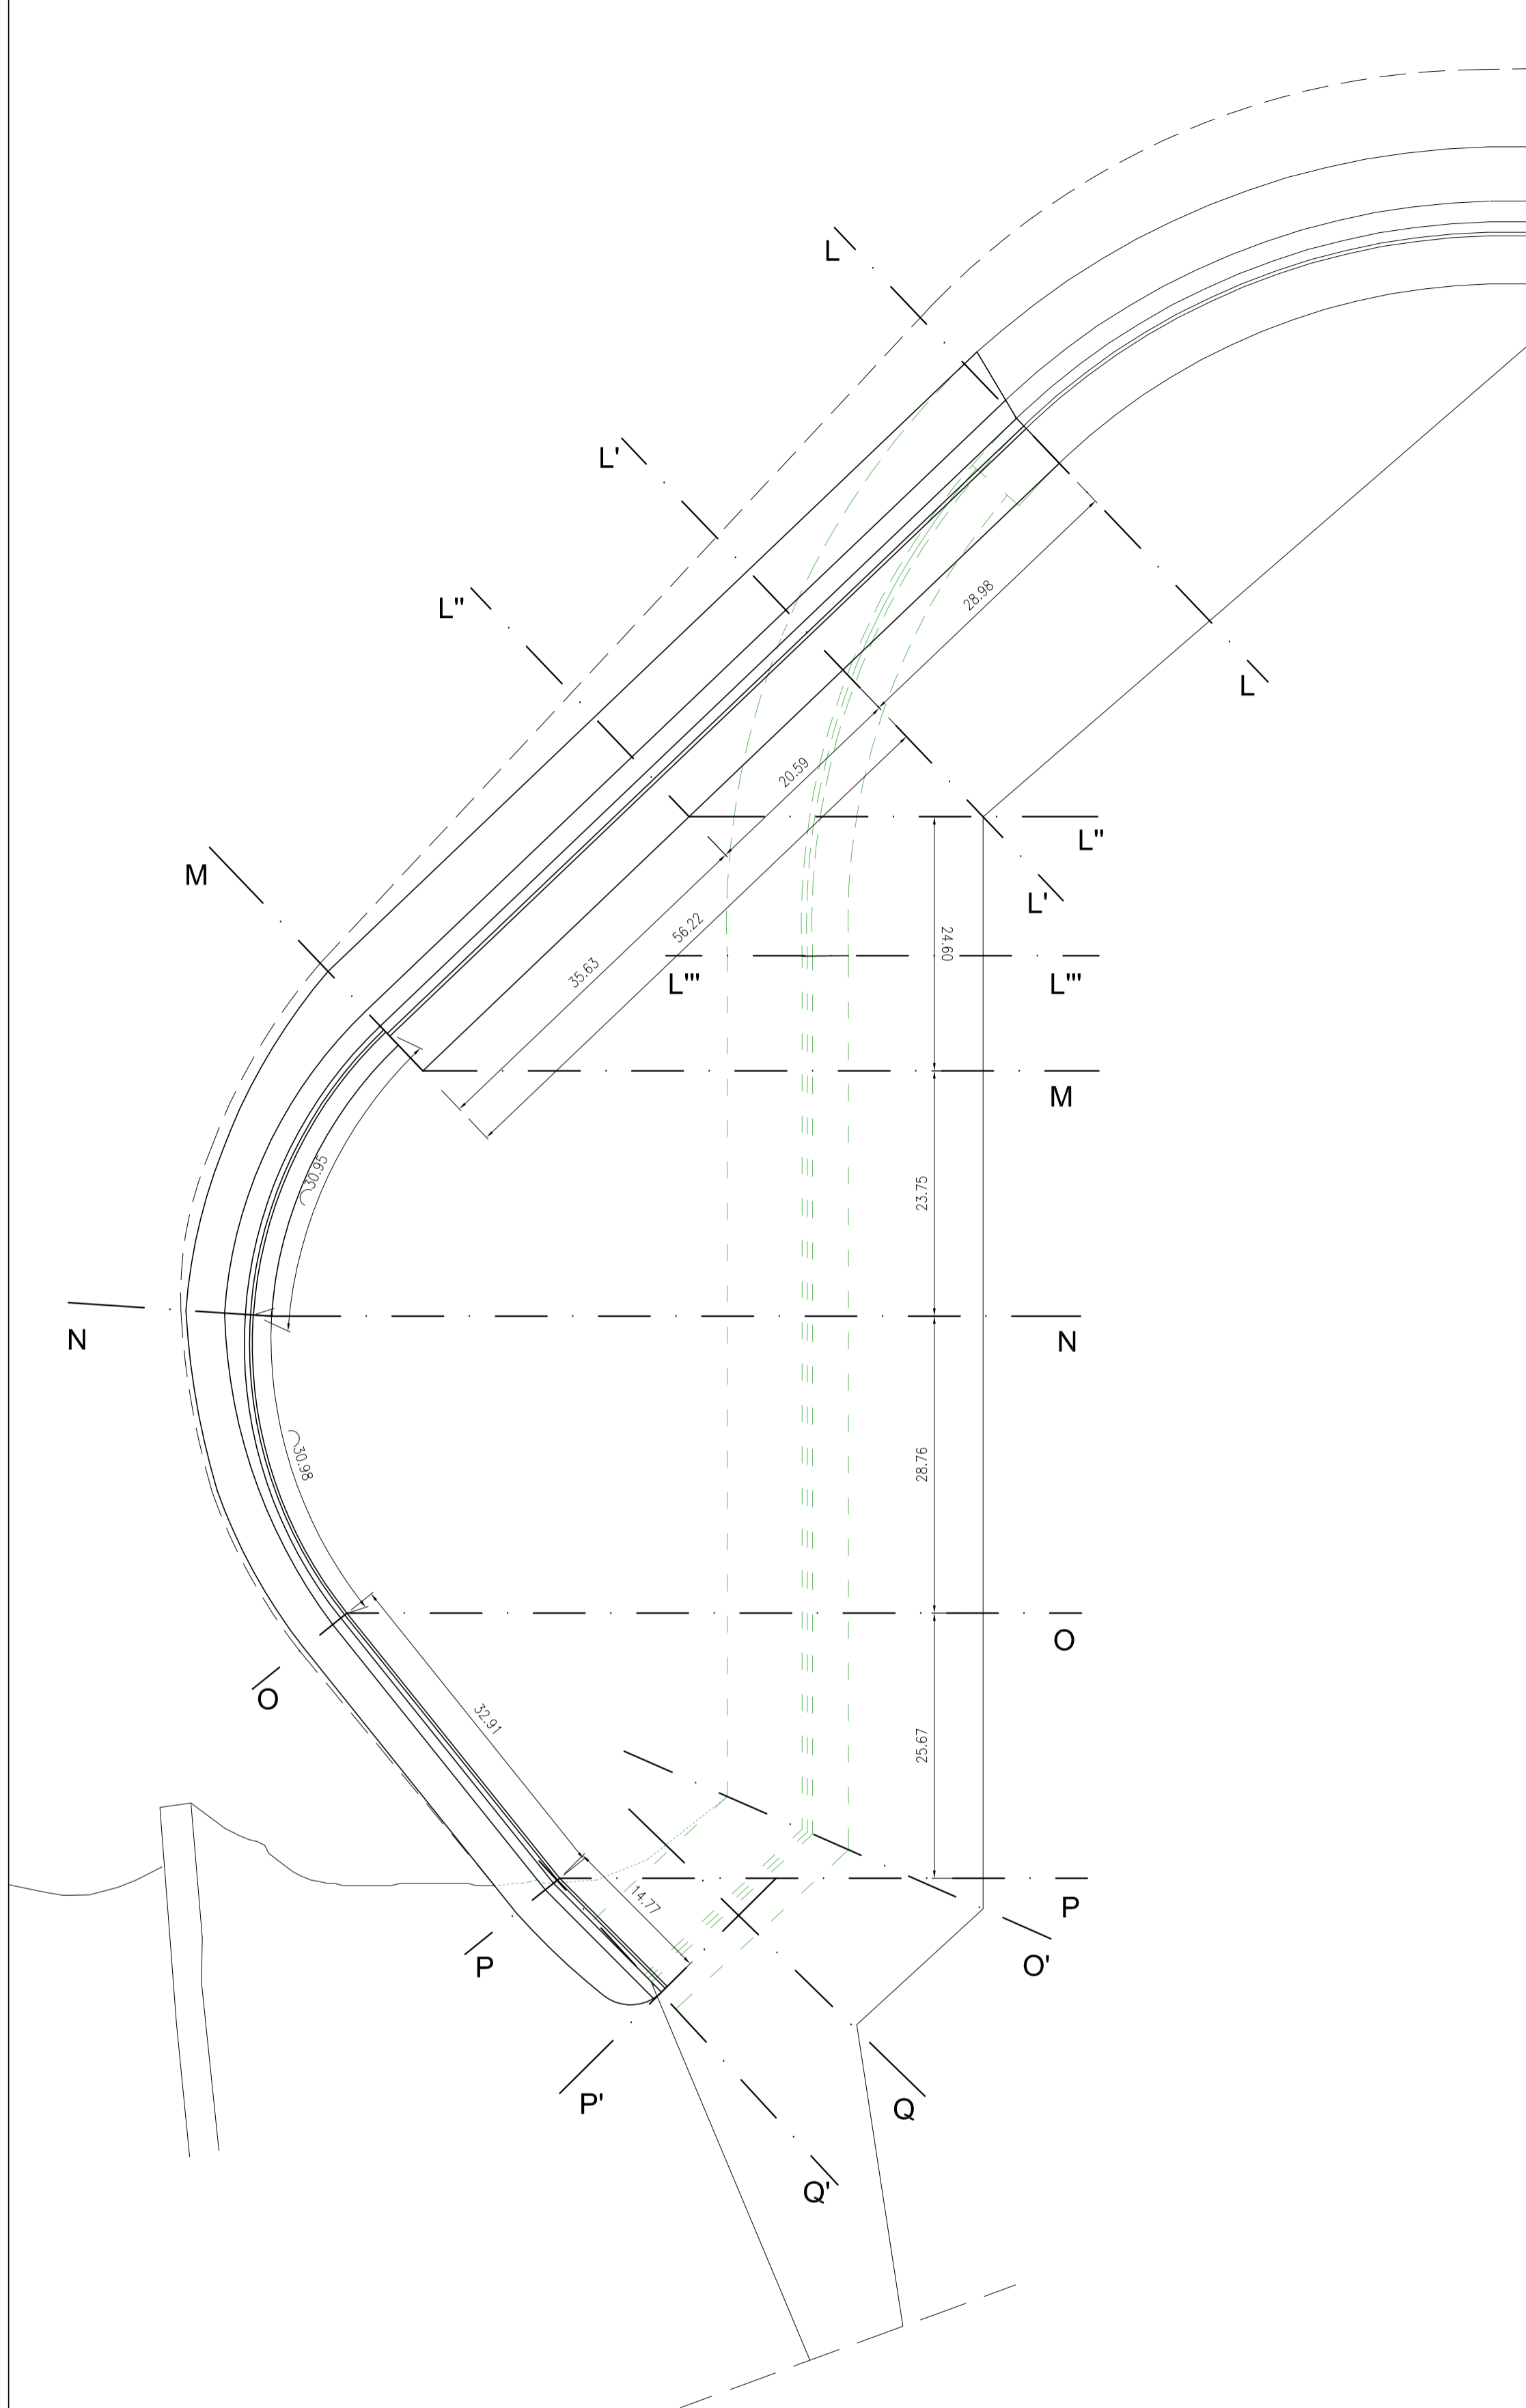 L
L'
28.98
L"
L
20.59
L"
M
L'
56.22
24.60
35.63
L'''
L'''
M
30.95
23.75
N
N
30.98
28.76
O
O
32.91
25.67
14.77
P
P
O'
P'
Q
Q'